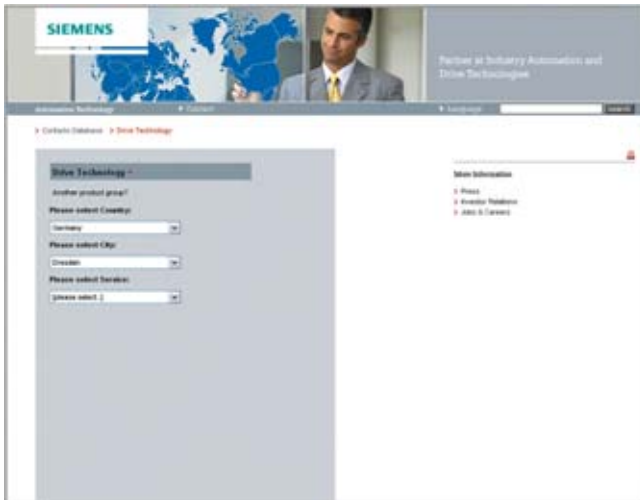 SIEMENS
Partner at Industry Automation and
Drive Technologies
Automation Technology
Contact
Language
Search
Contacts Database
Drive Technology
Drive Technology
Another product group?
Please select Country:
Germany
Please select City:
Dresden
Please select Service:
[please select..]
More Information
Press
Investor Relations
Jobs & Careers